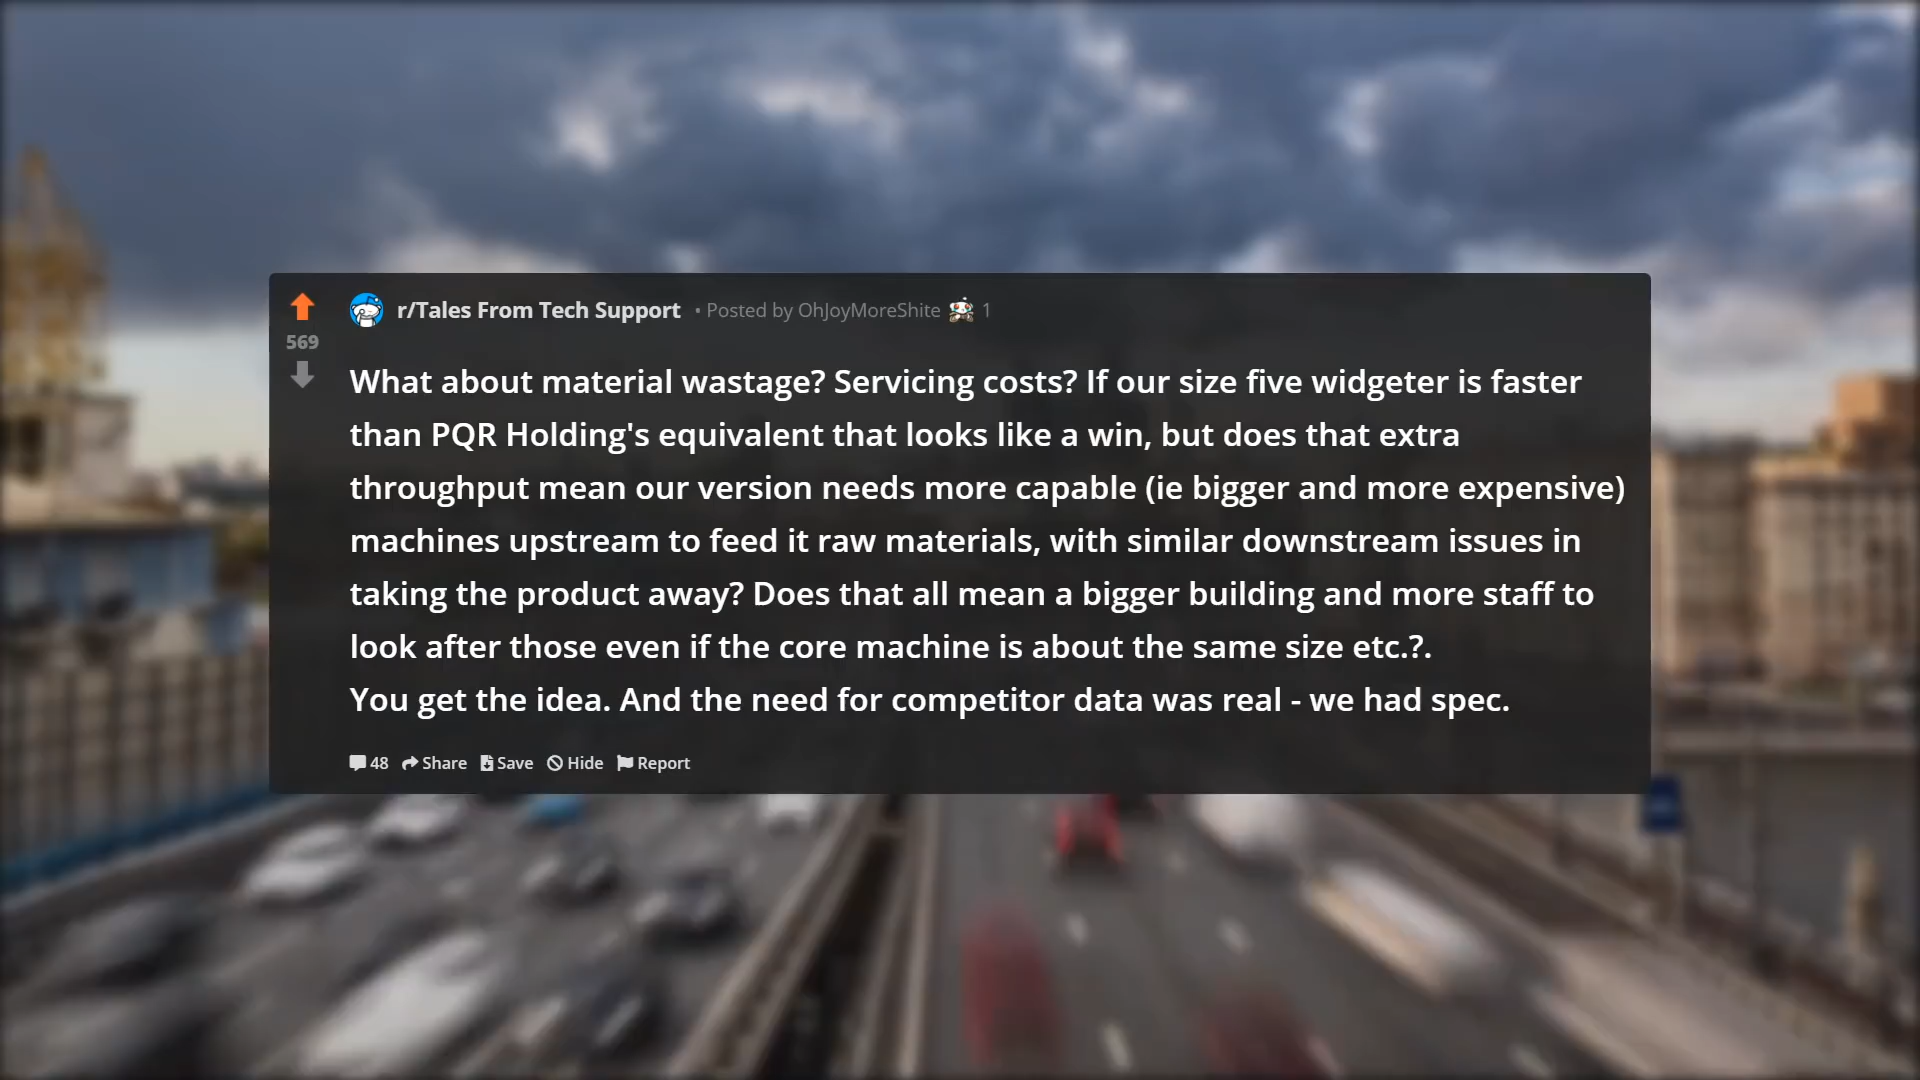 r/Tales From Tech Support • Posted by OhJoyMoreShite 1
569
What about material wastage? Servicing costs? If our size five widgeter is faster
than PQR Holding's equivalent that looks like a win, but does that extra
throughput mean our version needs more capable (ie bigger and more expensive)
machines upstream to feed it raw materials, with similar downstream issues in
taking the product away? Does that all mean a bigger building and more staff to
look after those even if the core machine is about the same size etc.?.
You get the idea. And the need for competitor data was real - we had spec.
48 Share Save Hide Report